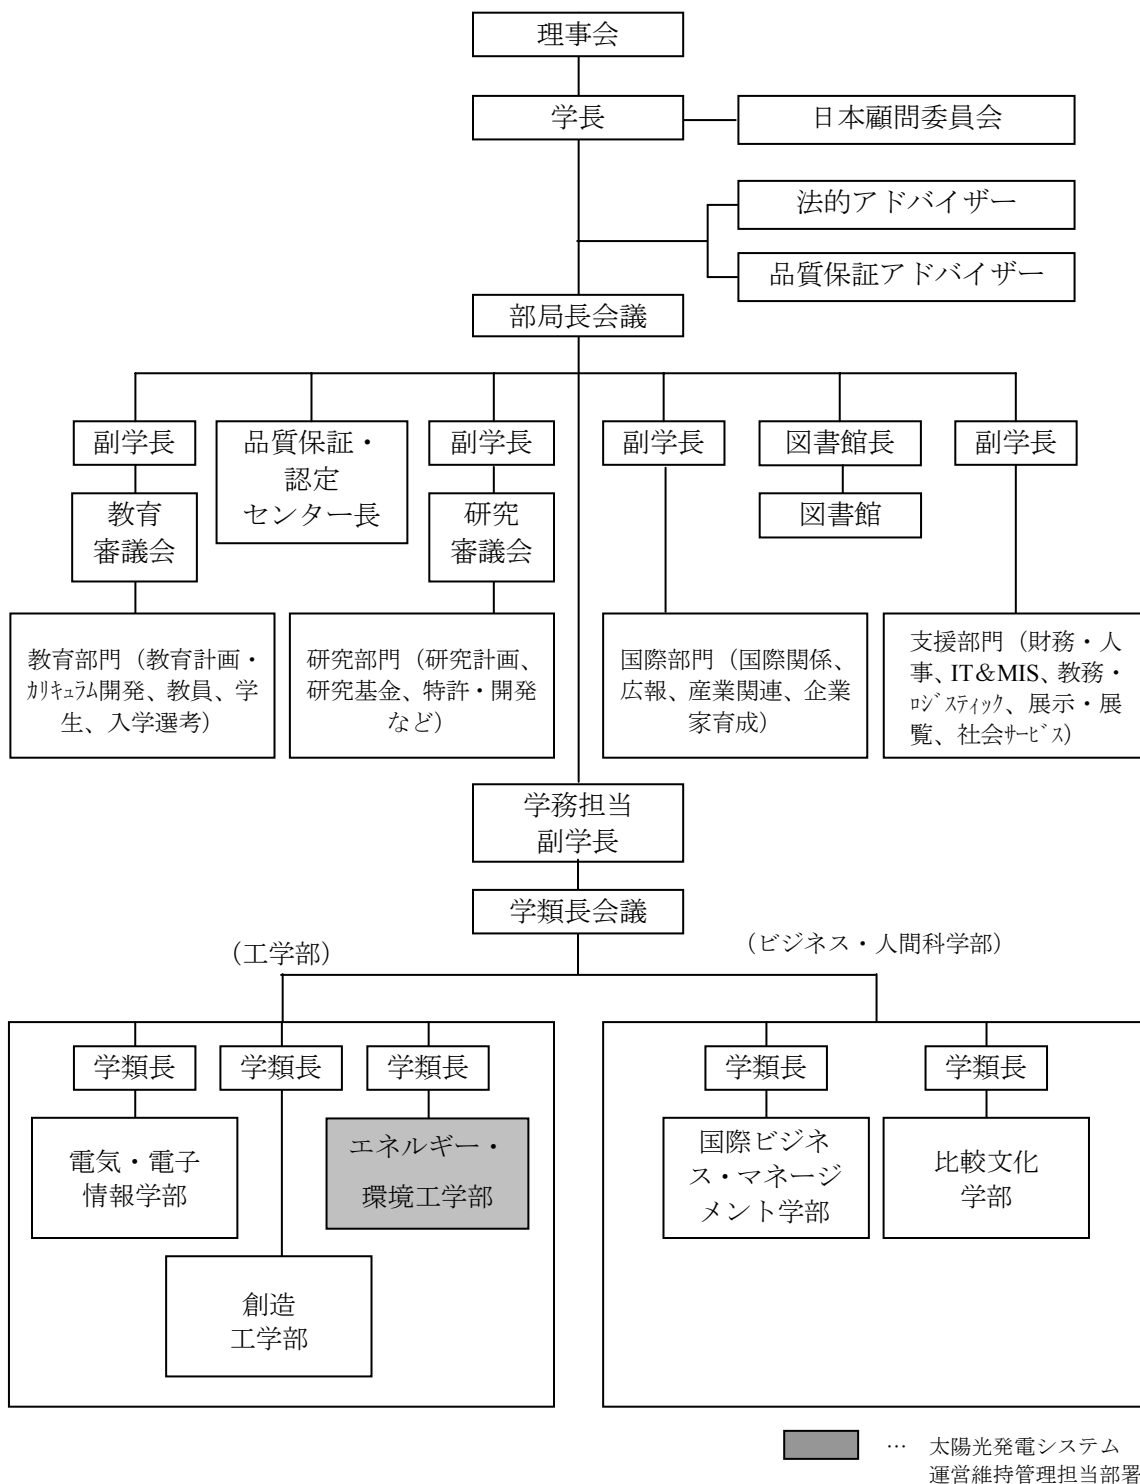 理事会
学長
日本顧問委員会
法的アドバイザー
品質保証アドバイザー
部局長会議
副学長
品質保証・
認定
センター長
副学長
副学長
図書館長
副学長
教育
審議会
研究
審議会
図書館
教育部門（教育計画・
ｶﾘｷｭﾗﾑ開発、教員、学
生、入学選考）
研究部門（研究計画、
研究基金、特許・開発
など）
国際部門（国際関係、
広報、産業関連、企業
家育成）
支援部門（財務・人
事、IT＆MIS、教務・
ﾛｼﾞｽティック、展示・展
覧、社会ｻｰﾋﾞｽ）
学務担当
副学長
学類長会議
（工学部）
（ビジネス・人間科学部）
学類長
学類長
学類長
学類長
学類長
電気・電子
情報学部
エネルギー・
環境工学部
国際ビジネ
ス・マネージ
メント学部
比較文化
学部
創造
工学部
… 太陽光発電システム
運営維持管理担当部署